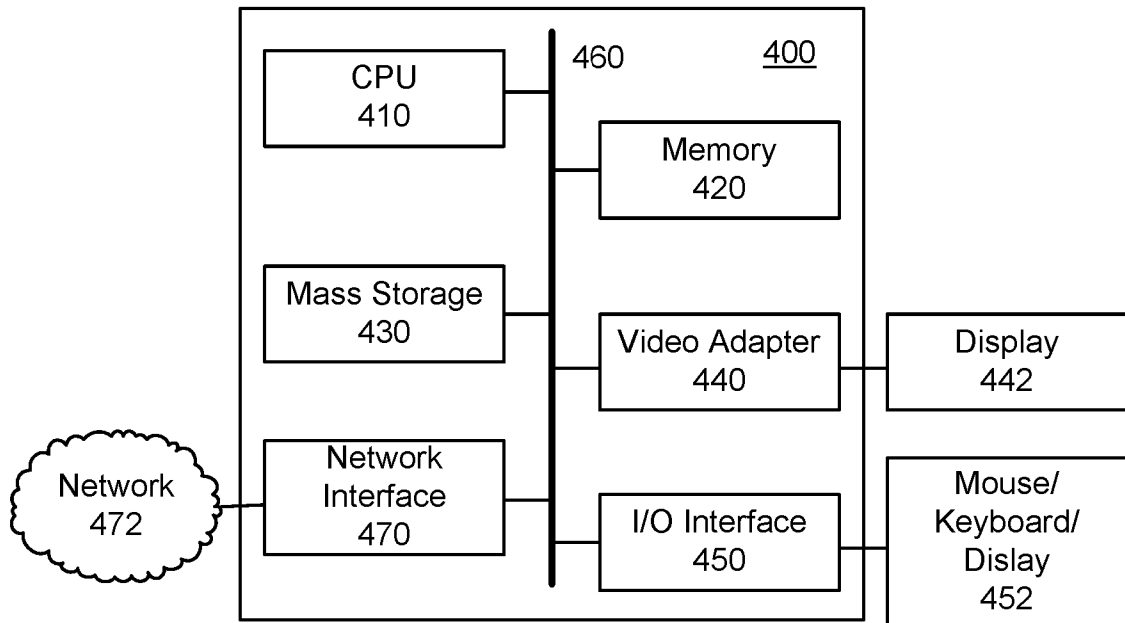 CPU
410
460
400
Memory
420
Mass Storage
430
Video Adapter
440
Display
442
Network
472
Network
Interface
470
I/O Interface
450
Mouse/
Keyboard/
Dislay
452